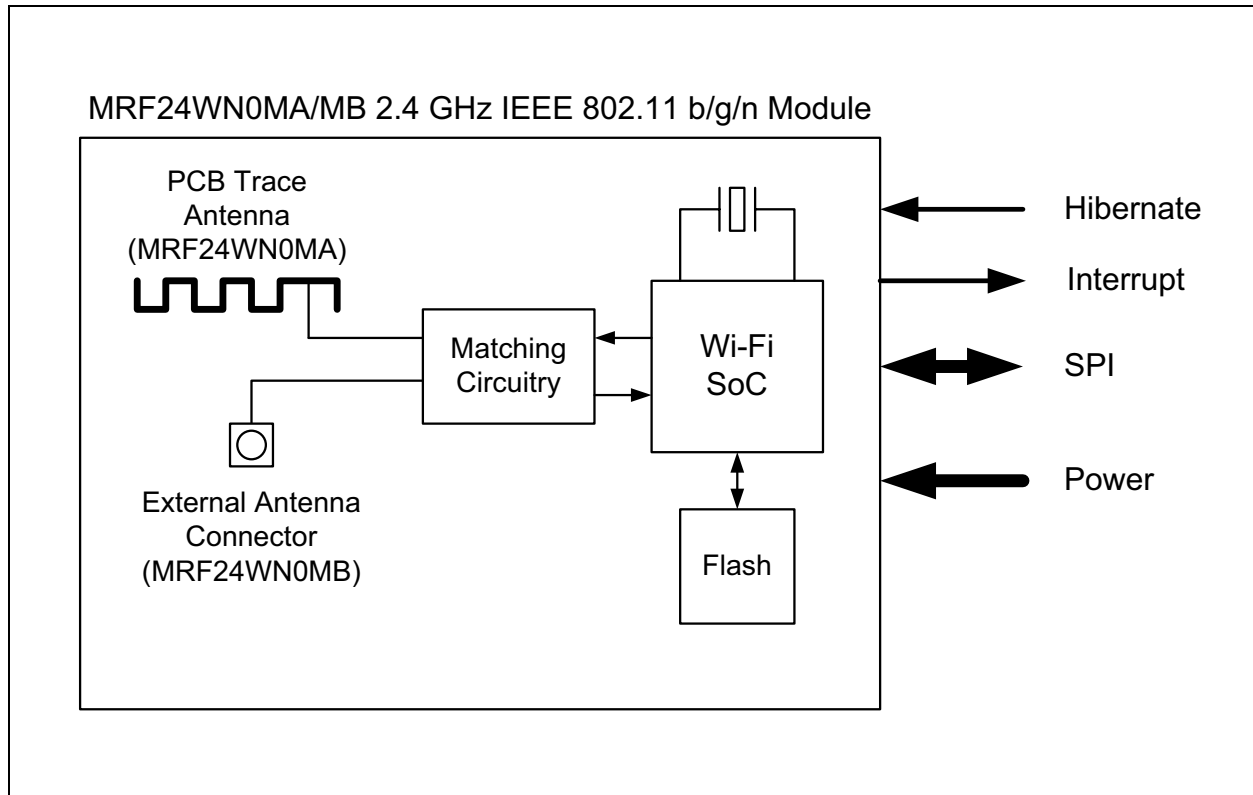 MRF24WN0MA/MB 2.4 GHz IEEE 802.11 b/g/n Module
PCB Trace
Antenna
(MRF24WN0MA)
Matching
Circuitry
Wi-Fi
SoC
Flash
External Antenna
Connector
(MRF24WN0MB)
Hibernate
Interrupt
SPI
Power